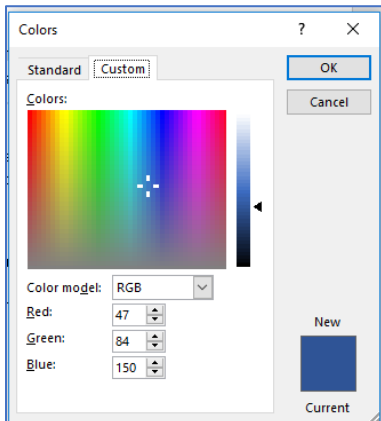 Colors ?
Standard Custom
OK
Colors:
Cancel
Color model: RGB
Red: 47
Green: 84
Blue: 150
New
Current